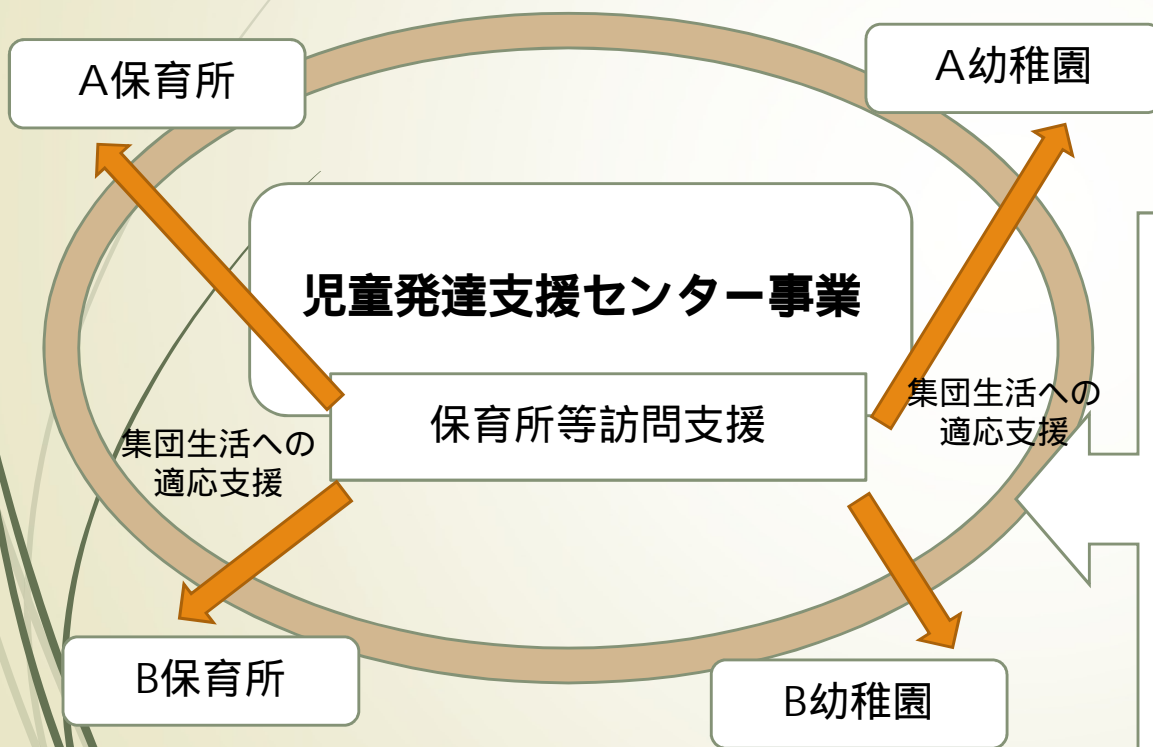 A保育所
A幼稚園
児童発達支援センター事業
保育所等訪問支援
集団生活への
適応支援
集団生活への
適応支援
B保育所
B幼稚園